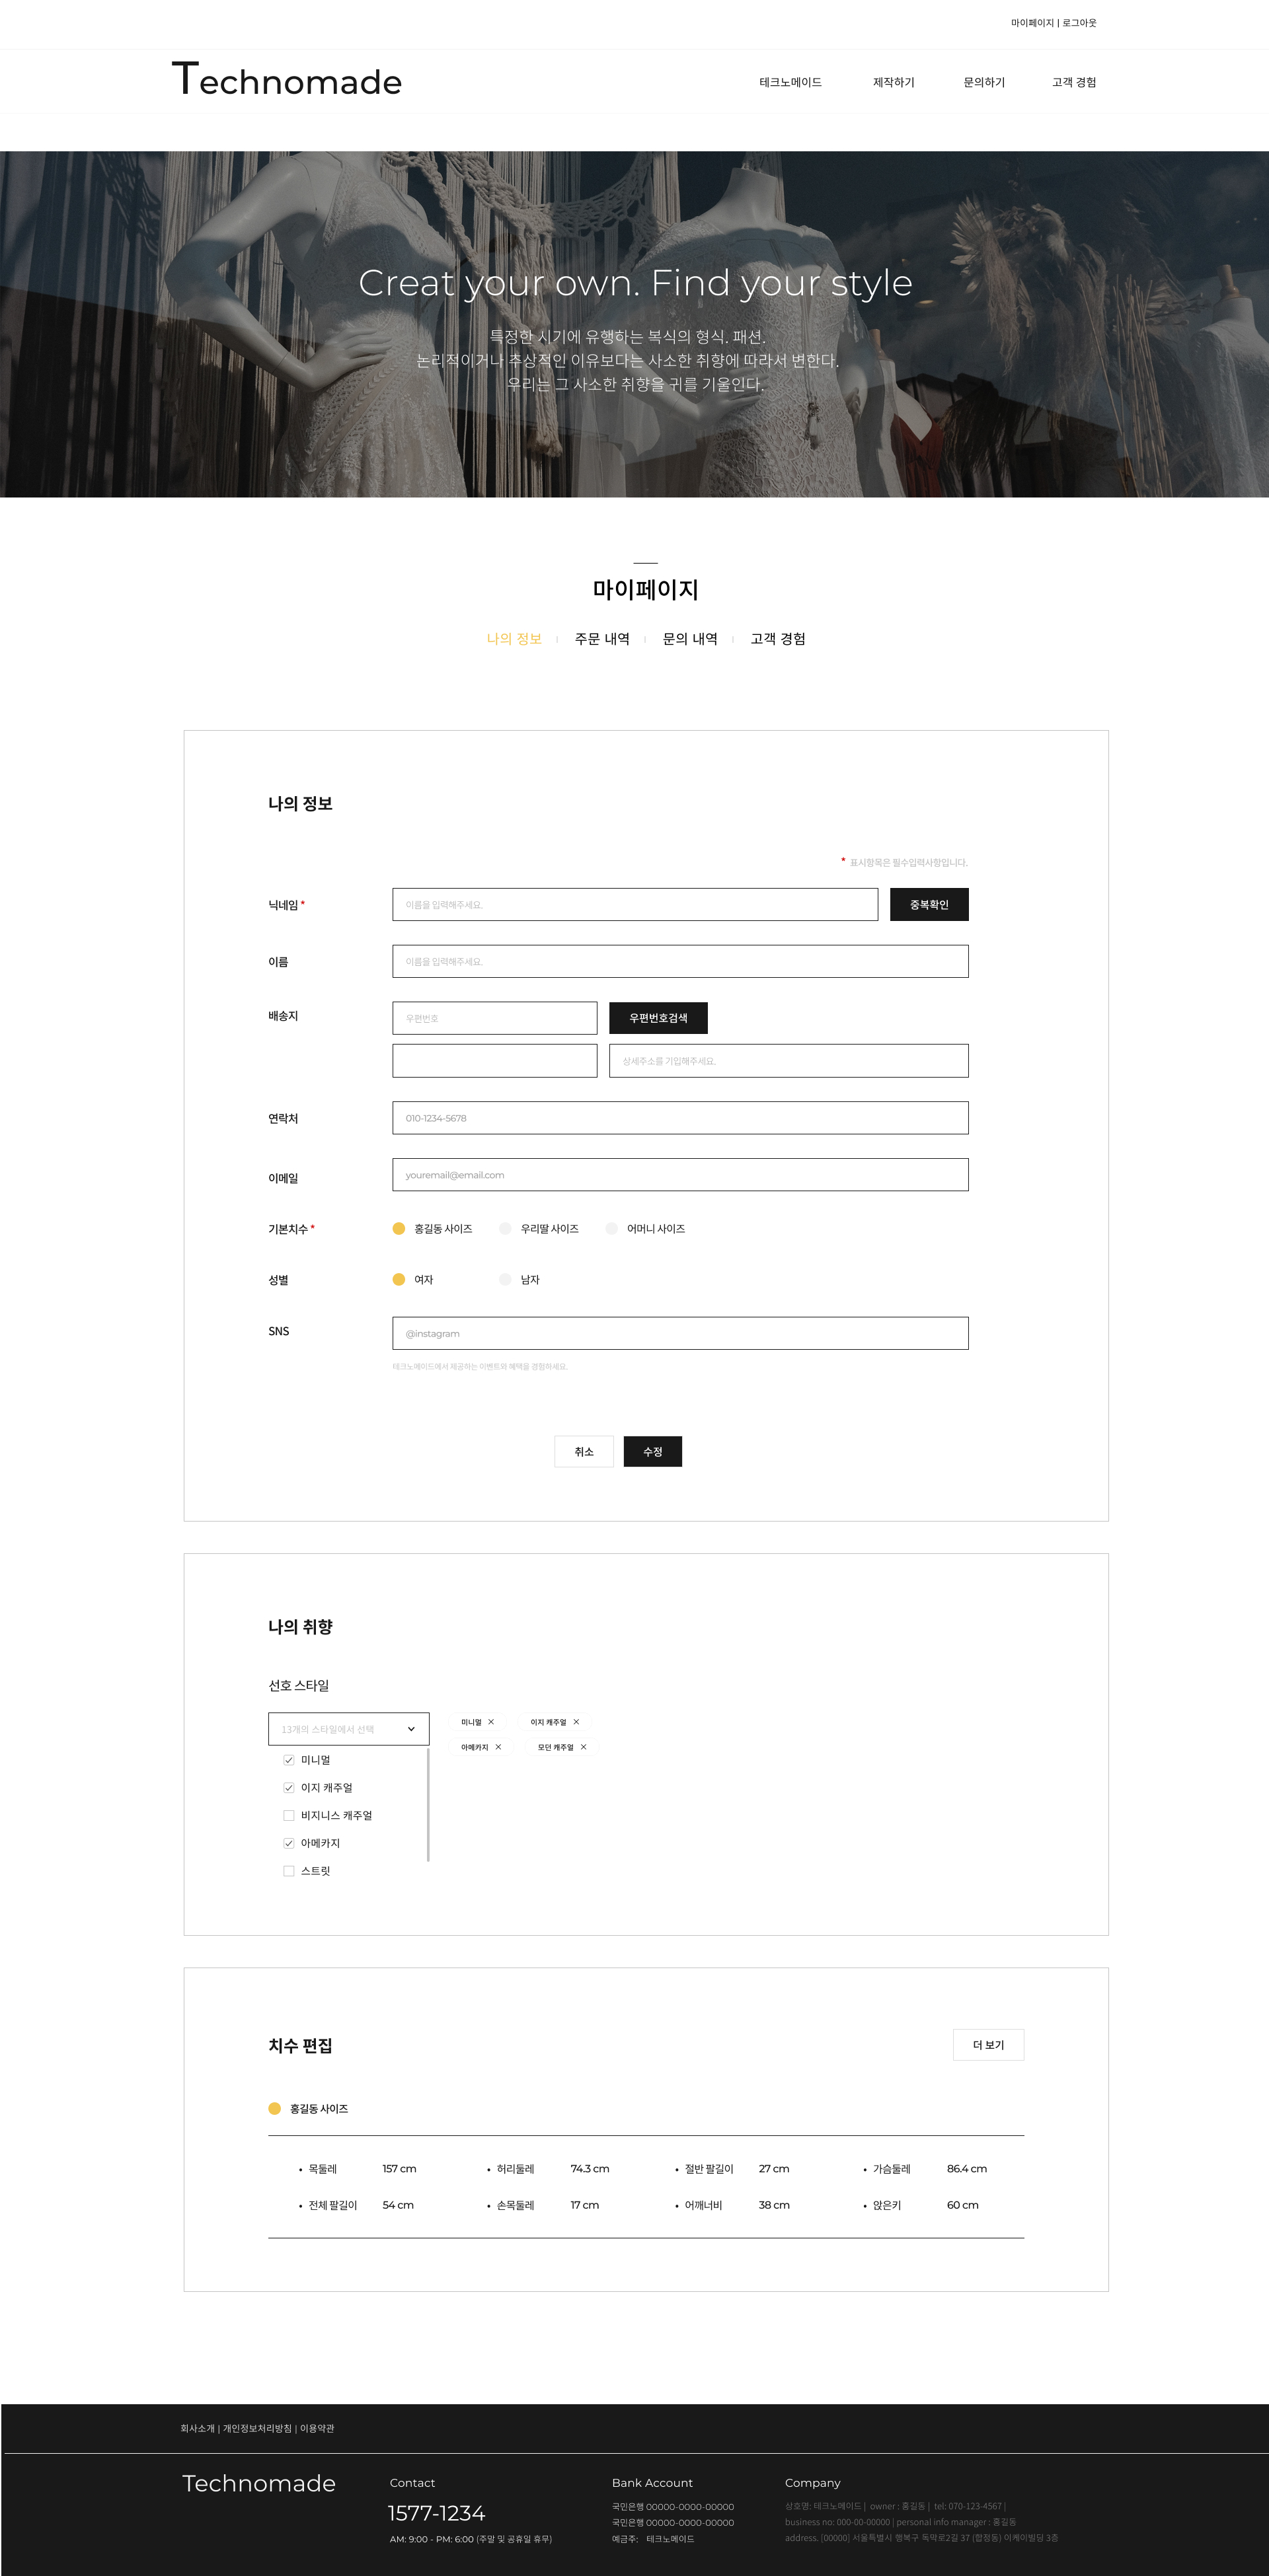 마이페이지 | 로그아웃
Technomade
테크노메이드 제작하기 문의하기 고객 경험
Creat your own. Find your style
특정한 시기에 유행하는 복식의 형식. 패션.
논리적이거나 추상적인 이유보다는 사소한 취향에 따라서 변한다.
우리는 그 사소한 취향을 귀를 기울인다.
마이페이지
나의 정보 | 주문 내역 | 문의 내역 | 고객 경험
나의 정보
* 표시항목은 필수입력사항입니다.
닉네임 * 이름을 입력해주세요. 중복확인
이름 이름을 입력해주세요.
배송지 우편번호 우편번호검색
상세주소를 기입해주세요.
연락처 010-1234-5678
이메일 youremail@email.com
기본치수 * 홍길동 사이즈 우리딸 사이즈 어머니 사이즈
성별 여자 남자
SNS @instagram
테크노메이드에서 제공하는 이벤트와 혜택을 경험하세요.
취소 수정
나의 취향
선호 스타일
13개의 스타일에서 선택
미니멀 × 이지 캐주얼 ×
아메카지 × 모던 캐주얼 ×
미니멀
이지 캐주얼
비지니스 캐주얼
아메카지
스트릿
치수 편집 더 보기
홍길동 사이즈
• 목둘레 157 cm • 허리둘레 74.3 cm • 절반 팔길이 27 cm • 가슴둘레 86.4 cm
• 전체 팔길이 54 cm • 손목둘레 17 cm • 어깨너비 38 cm • 앉은키 60 cm
회사소개 | 개인정보처리방침 | 이용약관
Technomade
Contact
1577-1234
AM: 9:00 - PM: 6:00 (주말 및 공휴일 휴무)
Bank Account
국민은행 00000-0000-00000
국민은행 00000-0000-00000
예금주: 테크노메이드
Company
상호명: 테크노메이드 | owner : 홍길동 | tel: 070-123-4567 |
business no: 000-00-00000 | personal info manager : 홍길동
address. [00000] 서울특별시 행복구 독막로2길 37 (합정동) 이케이빌딩 3층